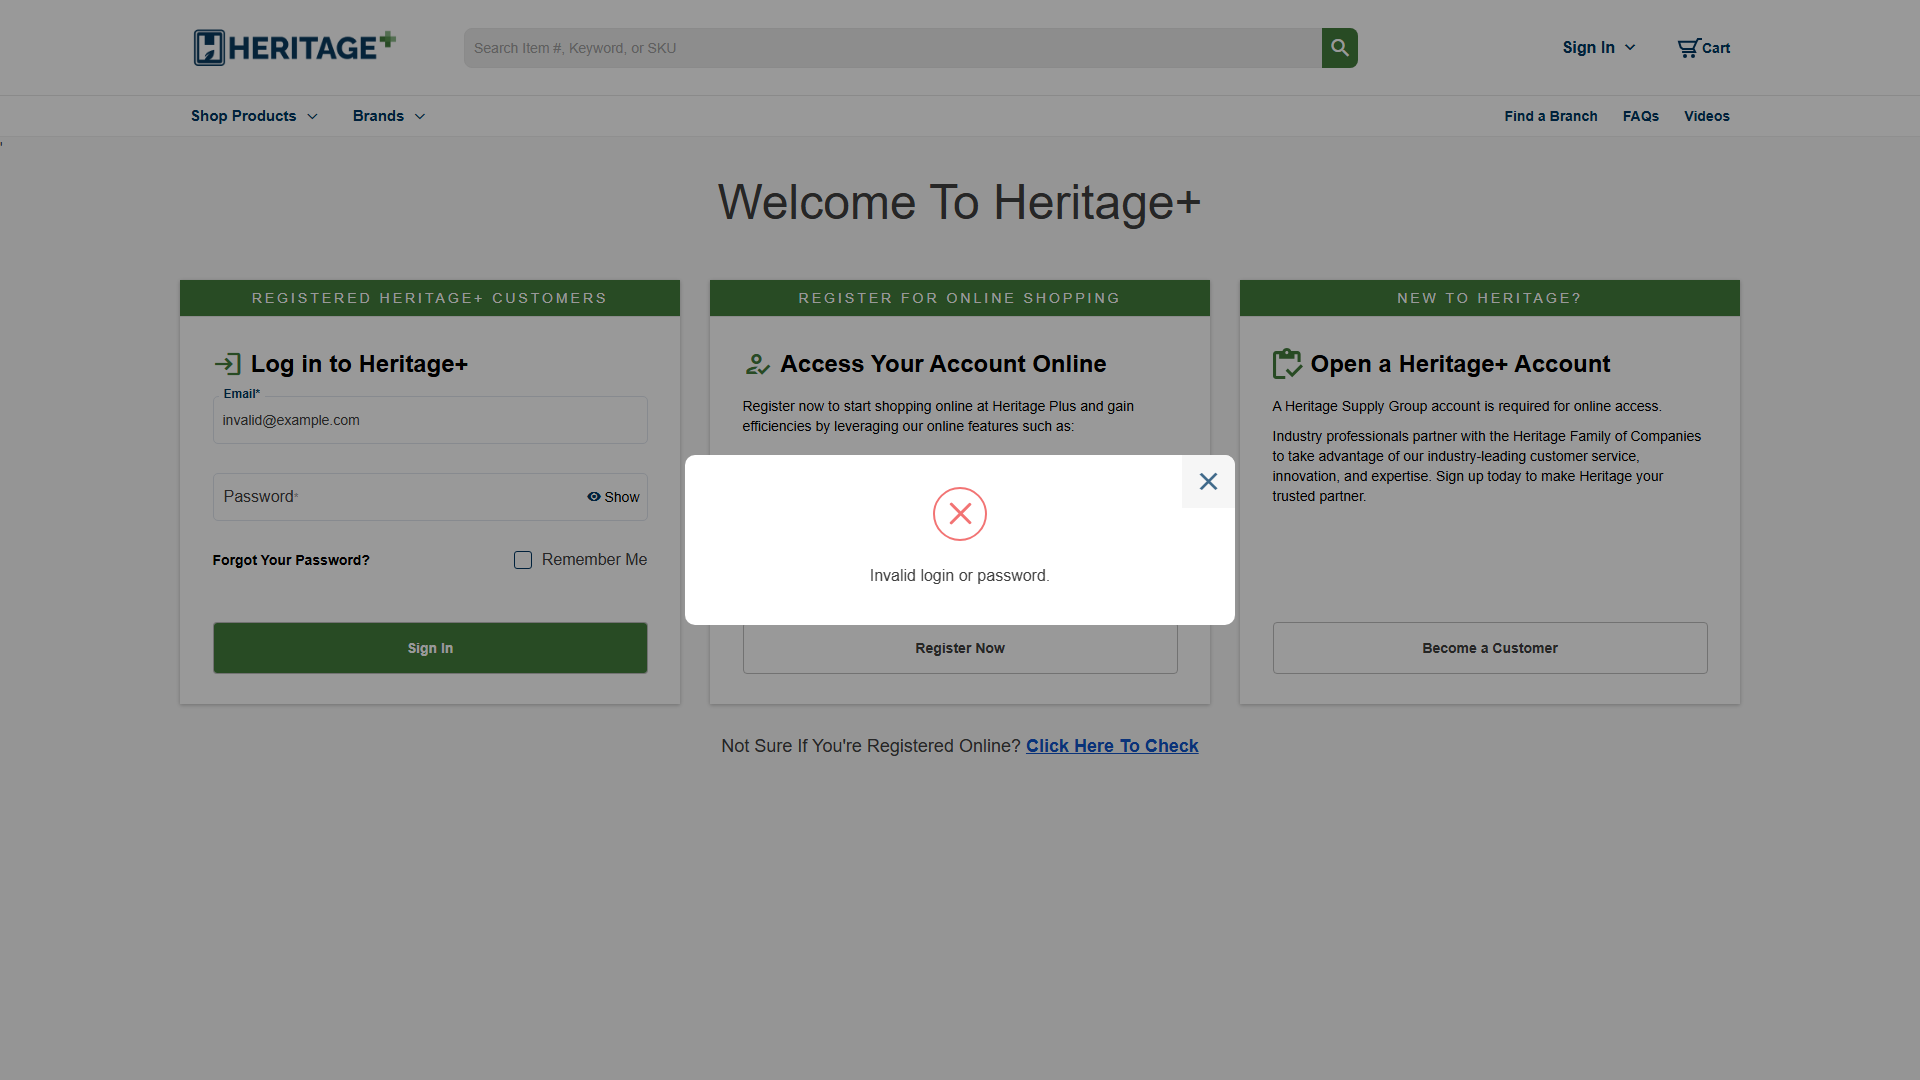 HERITAGE+
Search Item #, Keyword, or SKU
Sign In
Cart
Shop Products
Brands
Find a Branch
FAQs
Videos
'
Welcome To Heritage+
REGISTERED HERITAGE+ CUSTOMERS
Log in to Heritage+
Email*
invalid@example.com
Password*
Show
Forgot Your Password?
Remember Me
Sign In
REGISTER FOR ONLINE SHOPPING
Access Your Account Online
Register now to start shopping online at Heritage Plus and gain
efficiencies by leveraging our online features such as:
Register Now
NEW TO HERITAGE?
Open a Heritage+ Account
A Heritage Supply Group account is required for online access.
Industry professionals partner with the Heritage Family of Companies
to take advantage of our industry-leading customer service,
innovation, and expertise. Sign up today to make Heritage your
trusted partner.
Become a Customer
Invalid login or password.
Not Sure If You're Registered Online? Click Here To Check